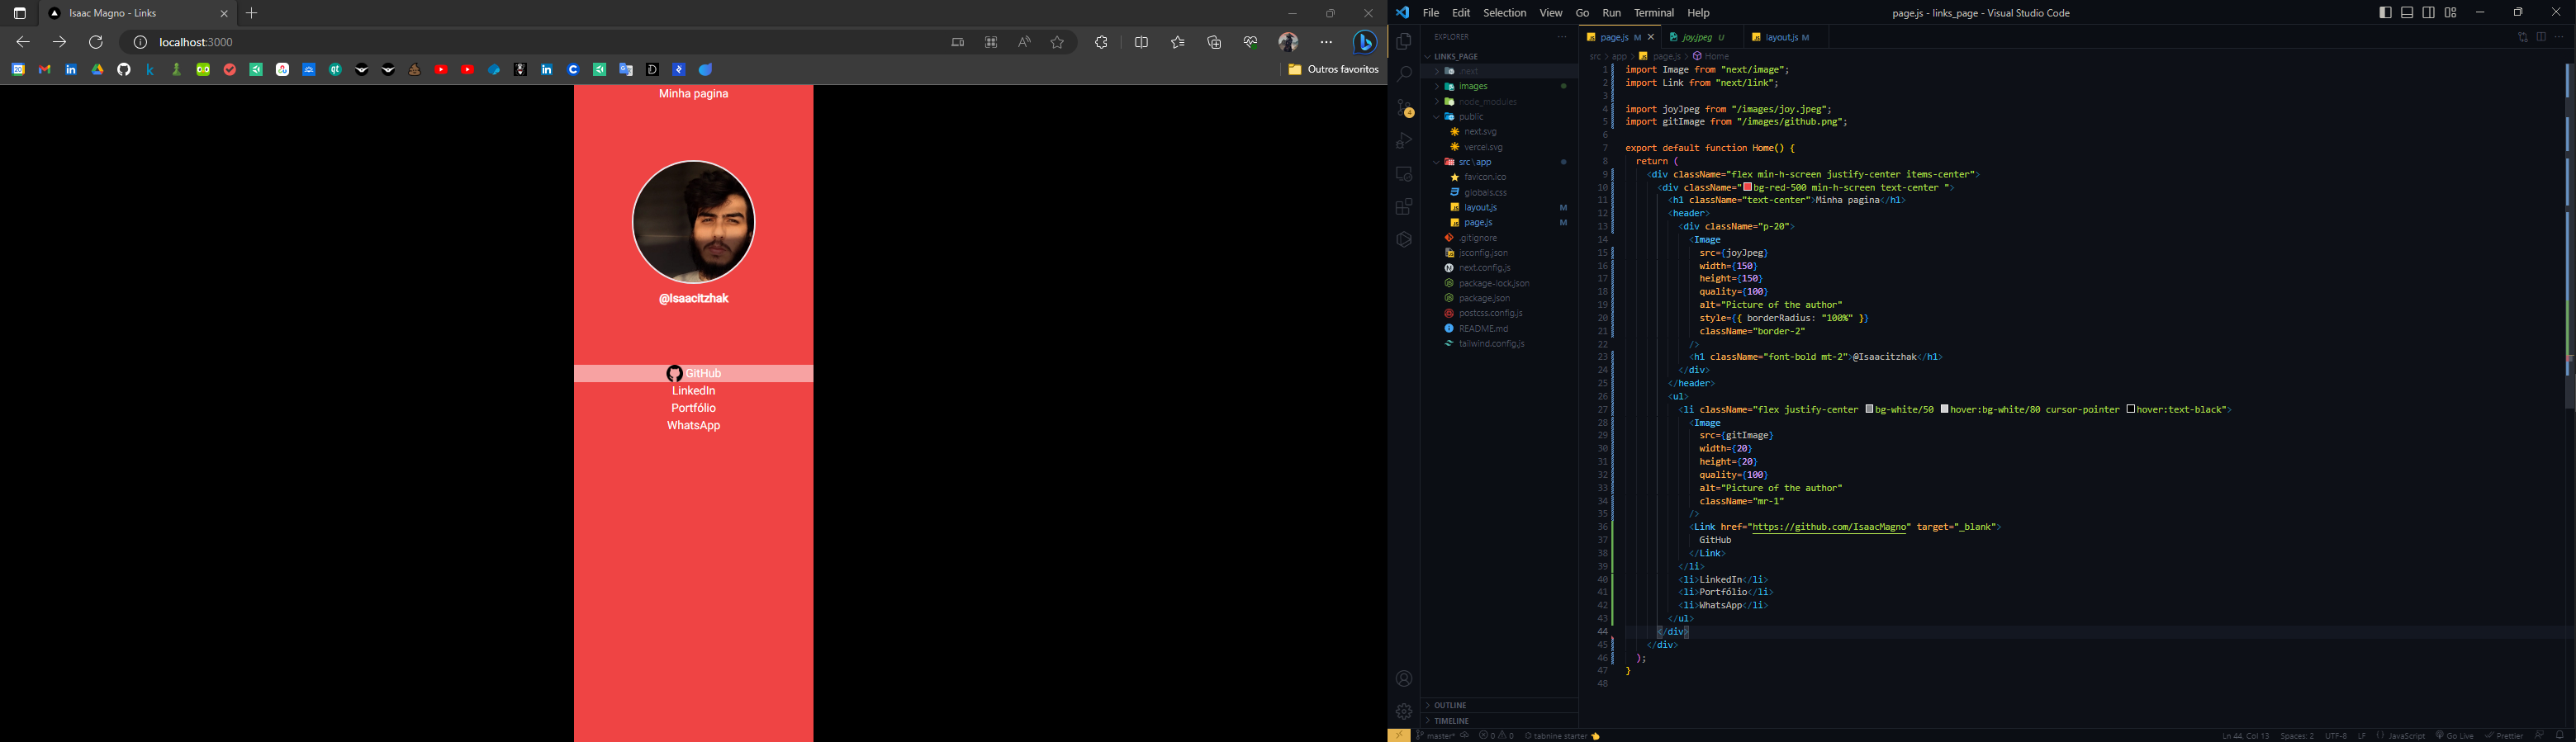 Isaac Magno - Links
localhost:3000
Outros favoritos
Minha pagina
@Isaacitzhak
GitHub
LinkedIn
Portfólio
WhatsApp
File Edit Selection View Go Run Terminal Help
page.js - links_page - Visual Studio Code
EXPLORER
LINKS_PAGE
.next
images
node_modules
public
next.svg
vercel.svg
src\app
favicon.ico
globals.css
layout.js M
page.js M
.gitignore
jsconfig.json
next.config.js
package-lock.json
package.json
postcss.config.js
README.md
tailwind.config.js
OUTLINE
TIMELINE
page.js M joy.jpeg U layout.js M
src > app > page.js > Home
1 import Image from "next/image";
2 import Link from "next/link";
3
4 import joyJpeg from "/images/joy.jpeg";
5 import gitImage from "/images/github.png";
6
7 export default function Home() {
8 return (
9 <div className="flex min-h-screen justify-center items-center">
10 <div className="bg-red-500 min-h-screen text-center ">
11 <h1 className="text-center">Minha pagina</h1>
12 <header>
13 <div className="p-20">
14 <Image
15 src={joyJpeg}
16 width={150}
17 height={150}
18 quality={100}
19 alt="Picture of the author"
20 style={{ borderRadius: "100%" }}
21 className="border-2"
22 />
23 <h1 className="font-bold mt-2">@Isaacitzhak</h1>
24 </div>
25 </header>
26 <ul>
27 <li className="flex justify-center bg-white/50 hover:bg-white/80 cursor-pointer hover:text-black">
28 <Image
29 src={gitImage}
30 width={20}
31 height={20}
32 quality={100}
33 alt="Picture of the author"
34 className="mr-1"
35 />
36 <Link href="https://github.com/IsaacMagno" target="_blank">
37 GitHub
38 </Link>
39 </li>
40 <li>LinkedIn</li>
41 <li>Portfólio</li>
42 <li>WhatsApp</li>
43 </ul>
44 </div>
45 </div>
46 );
47 }
48
master* 0 0 tabnine starter
Ln 44, Col 13 Spaces: 2 UTF-8 LF JavaScript Go Live Prettier